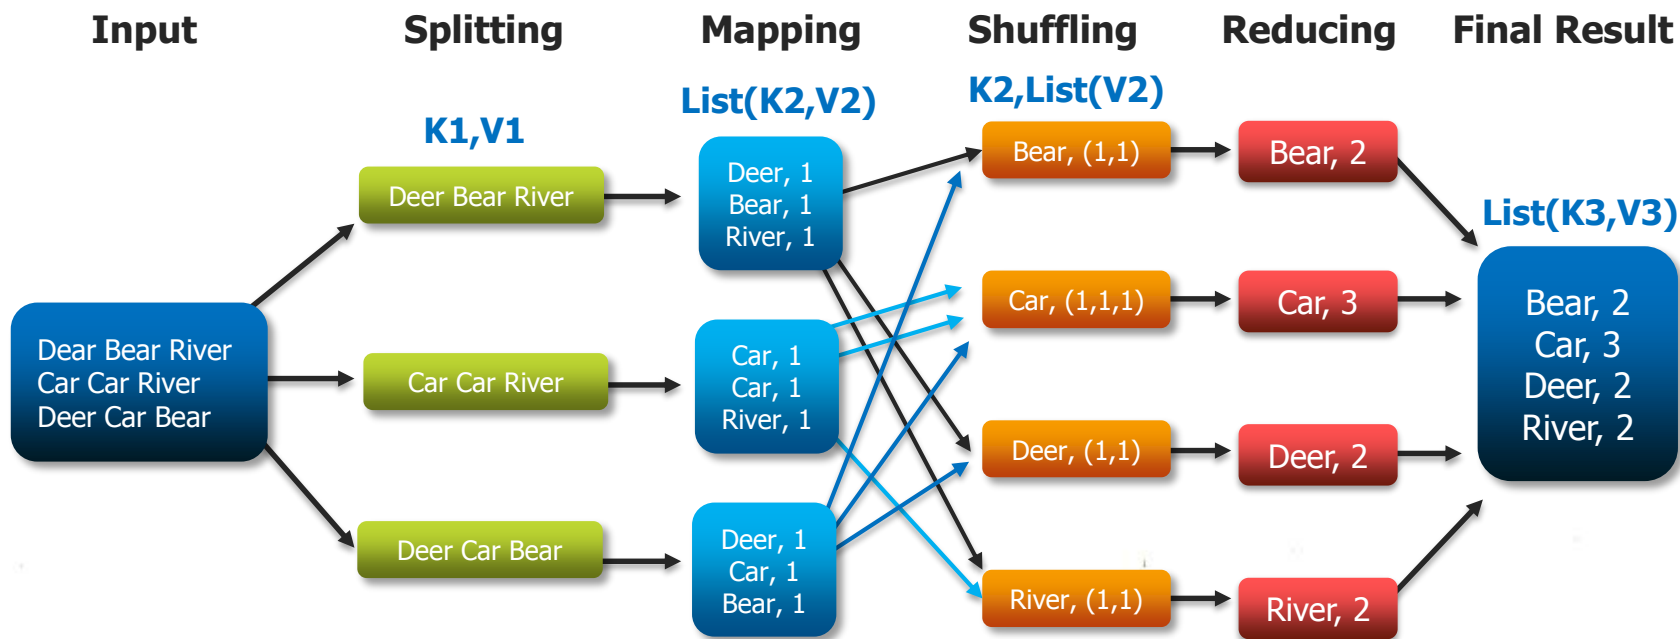 Input
Splitting
Mapping
Shuffling
Reducing
Final Result
K1,V1
List(K2,V2)
K2,List(V2)
List(K3,V3)
Dear Bear River
Car Car River
Deer Car Bear
Deer Bear River
Car Car River
Deer Car Bear
Deer, 1
Bear, 1
River, 1
Car, 1
Car, 1
River, 1
Deer, 1
Car, 1
Bear, 1
Bear, (1,1)
Car, (1,1,1)
Deer, (1,1)
River, (1,1)
Bear, 2
Car, 3
Deer, 2
River, 2
Bear, 2
Car, 3
Deer, 2
River, 2